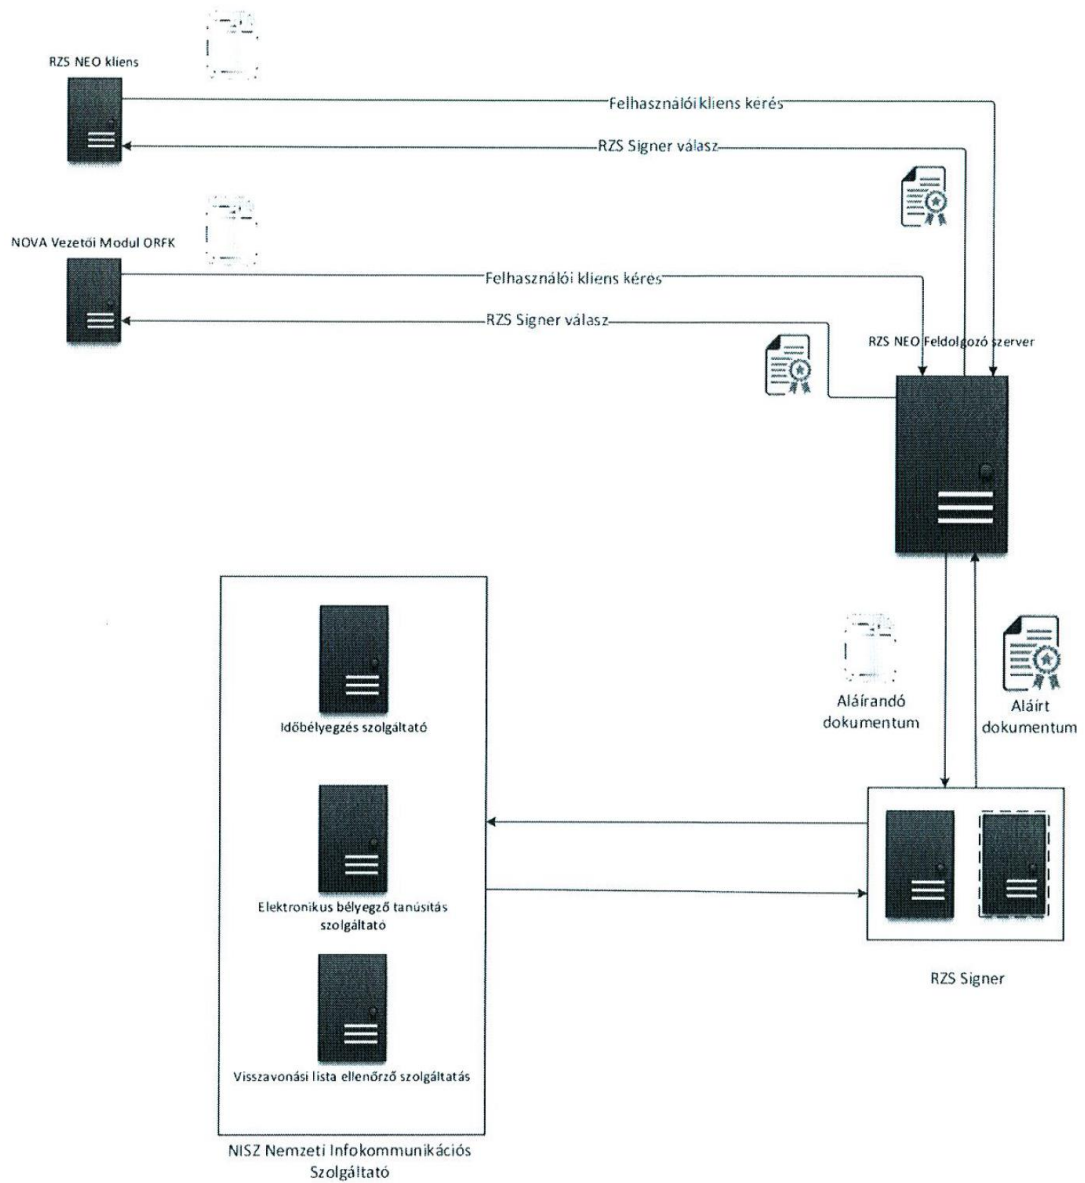 RZS NEO kliens
Felhasználói kliens kérés
RZS Signer válasz
NOVA Vezetői Modul ORFK
Felhasználói kliens kérés
RZS Signer válasz
RZS NEO Feldolgozó szerver
Aláírandó
dokumentum
Aláírt
dokumentum
Időbélyegzés szolgáltató
Elektronikus bélyegző tanúsítás
szolgáltató
RZS Signer
Visszavonási lista ellenőrző szolgáltatás
NISZ Nemzeti Infokommunikációs
Szolgáltató